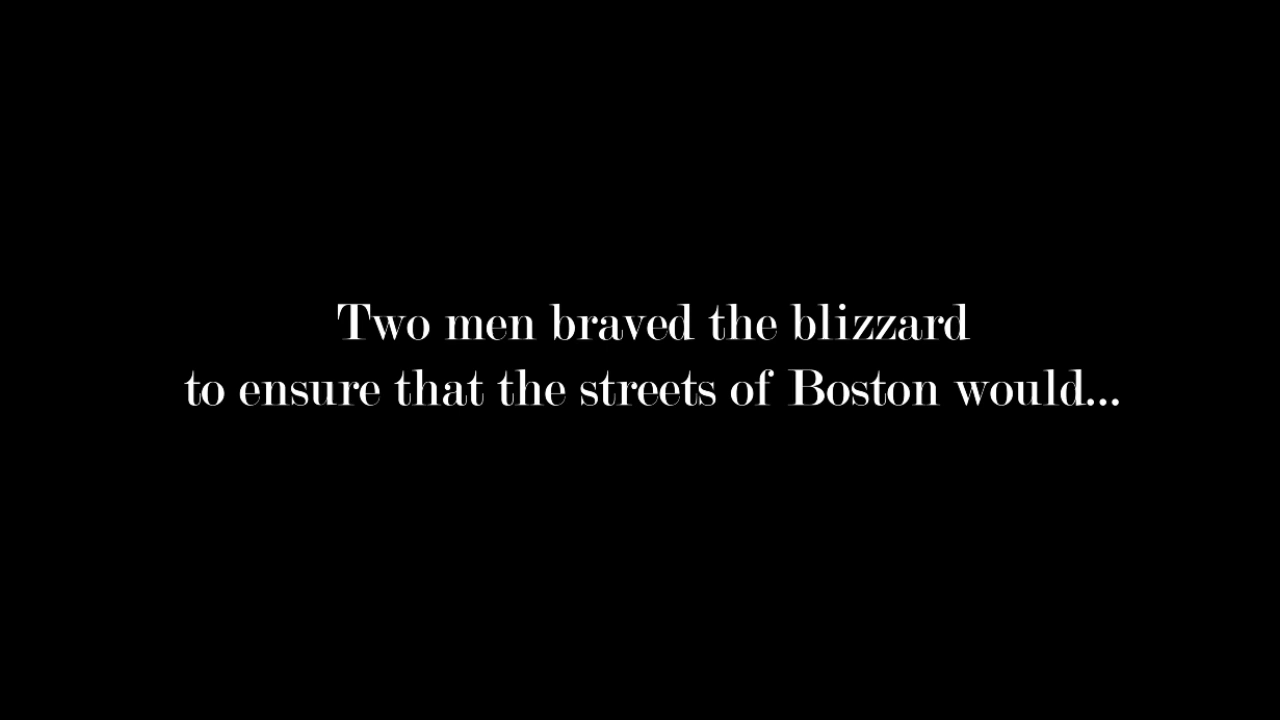 Two men braved the blizzard
to ensure that the streets of Boston would...